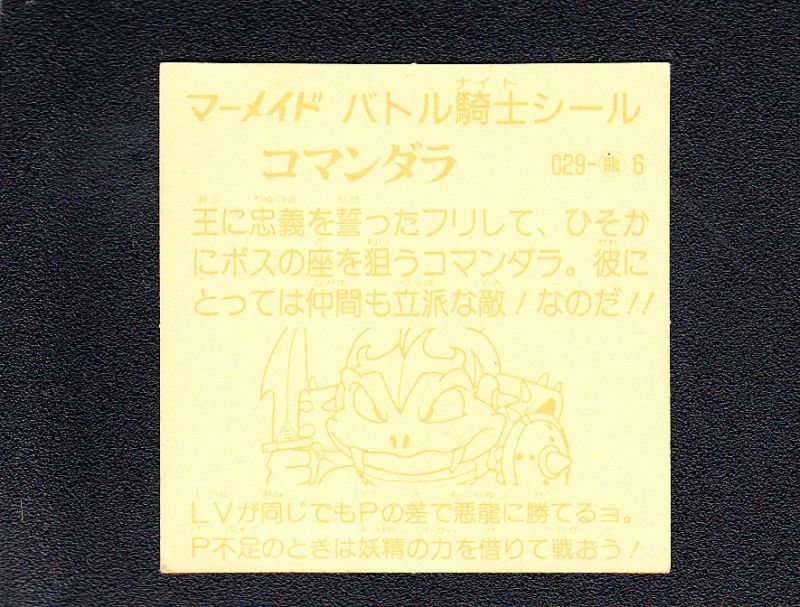 マーメイド バトル騎士シール
ナイト
コマンダラ 029-龍 6
王に忠義を誓ったフリして、ひそか
にボスの座を狙うコマンダラ。彼に
とっては仲間も立派な敵！なのだ!!
LVが同じでもPの差で悪龍に勝てるョ。
P不足のときは妖精の力を借りて戦おう！